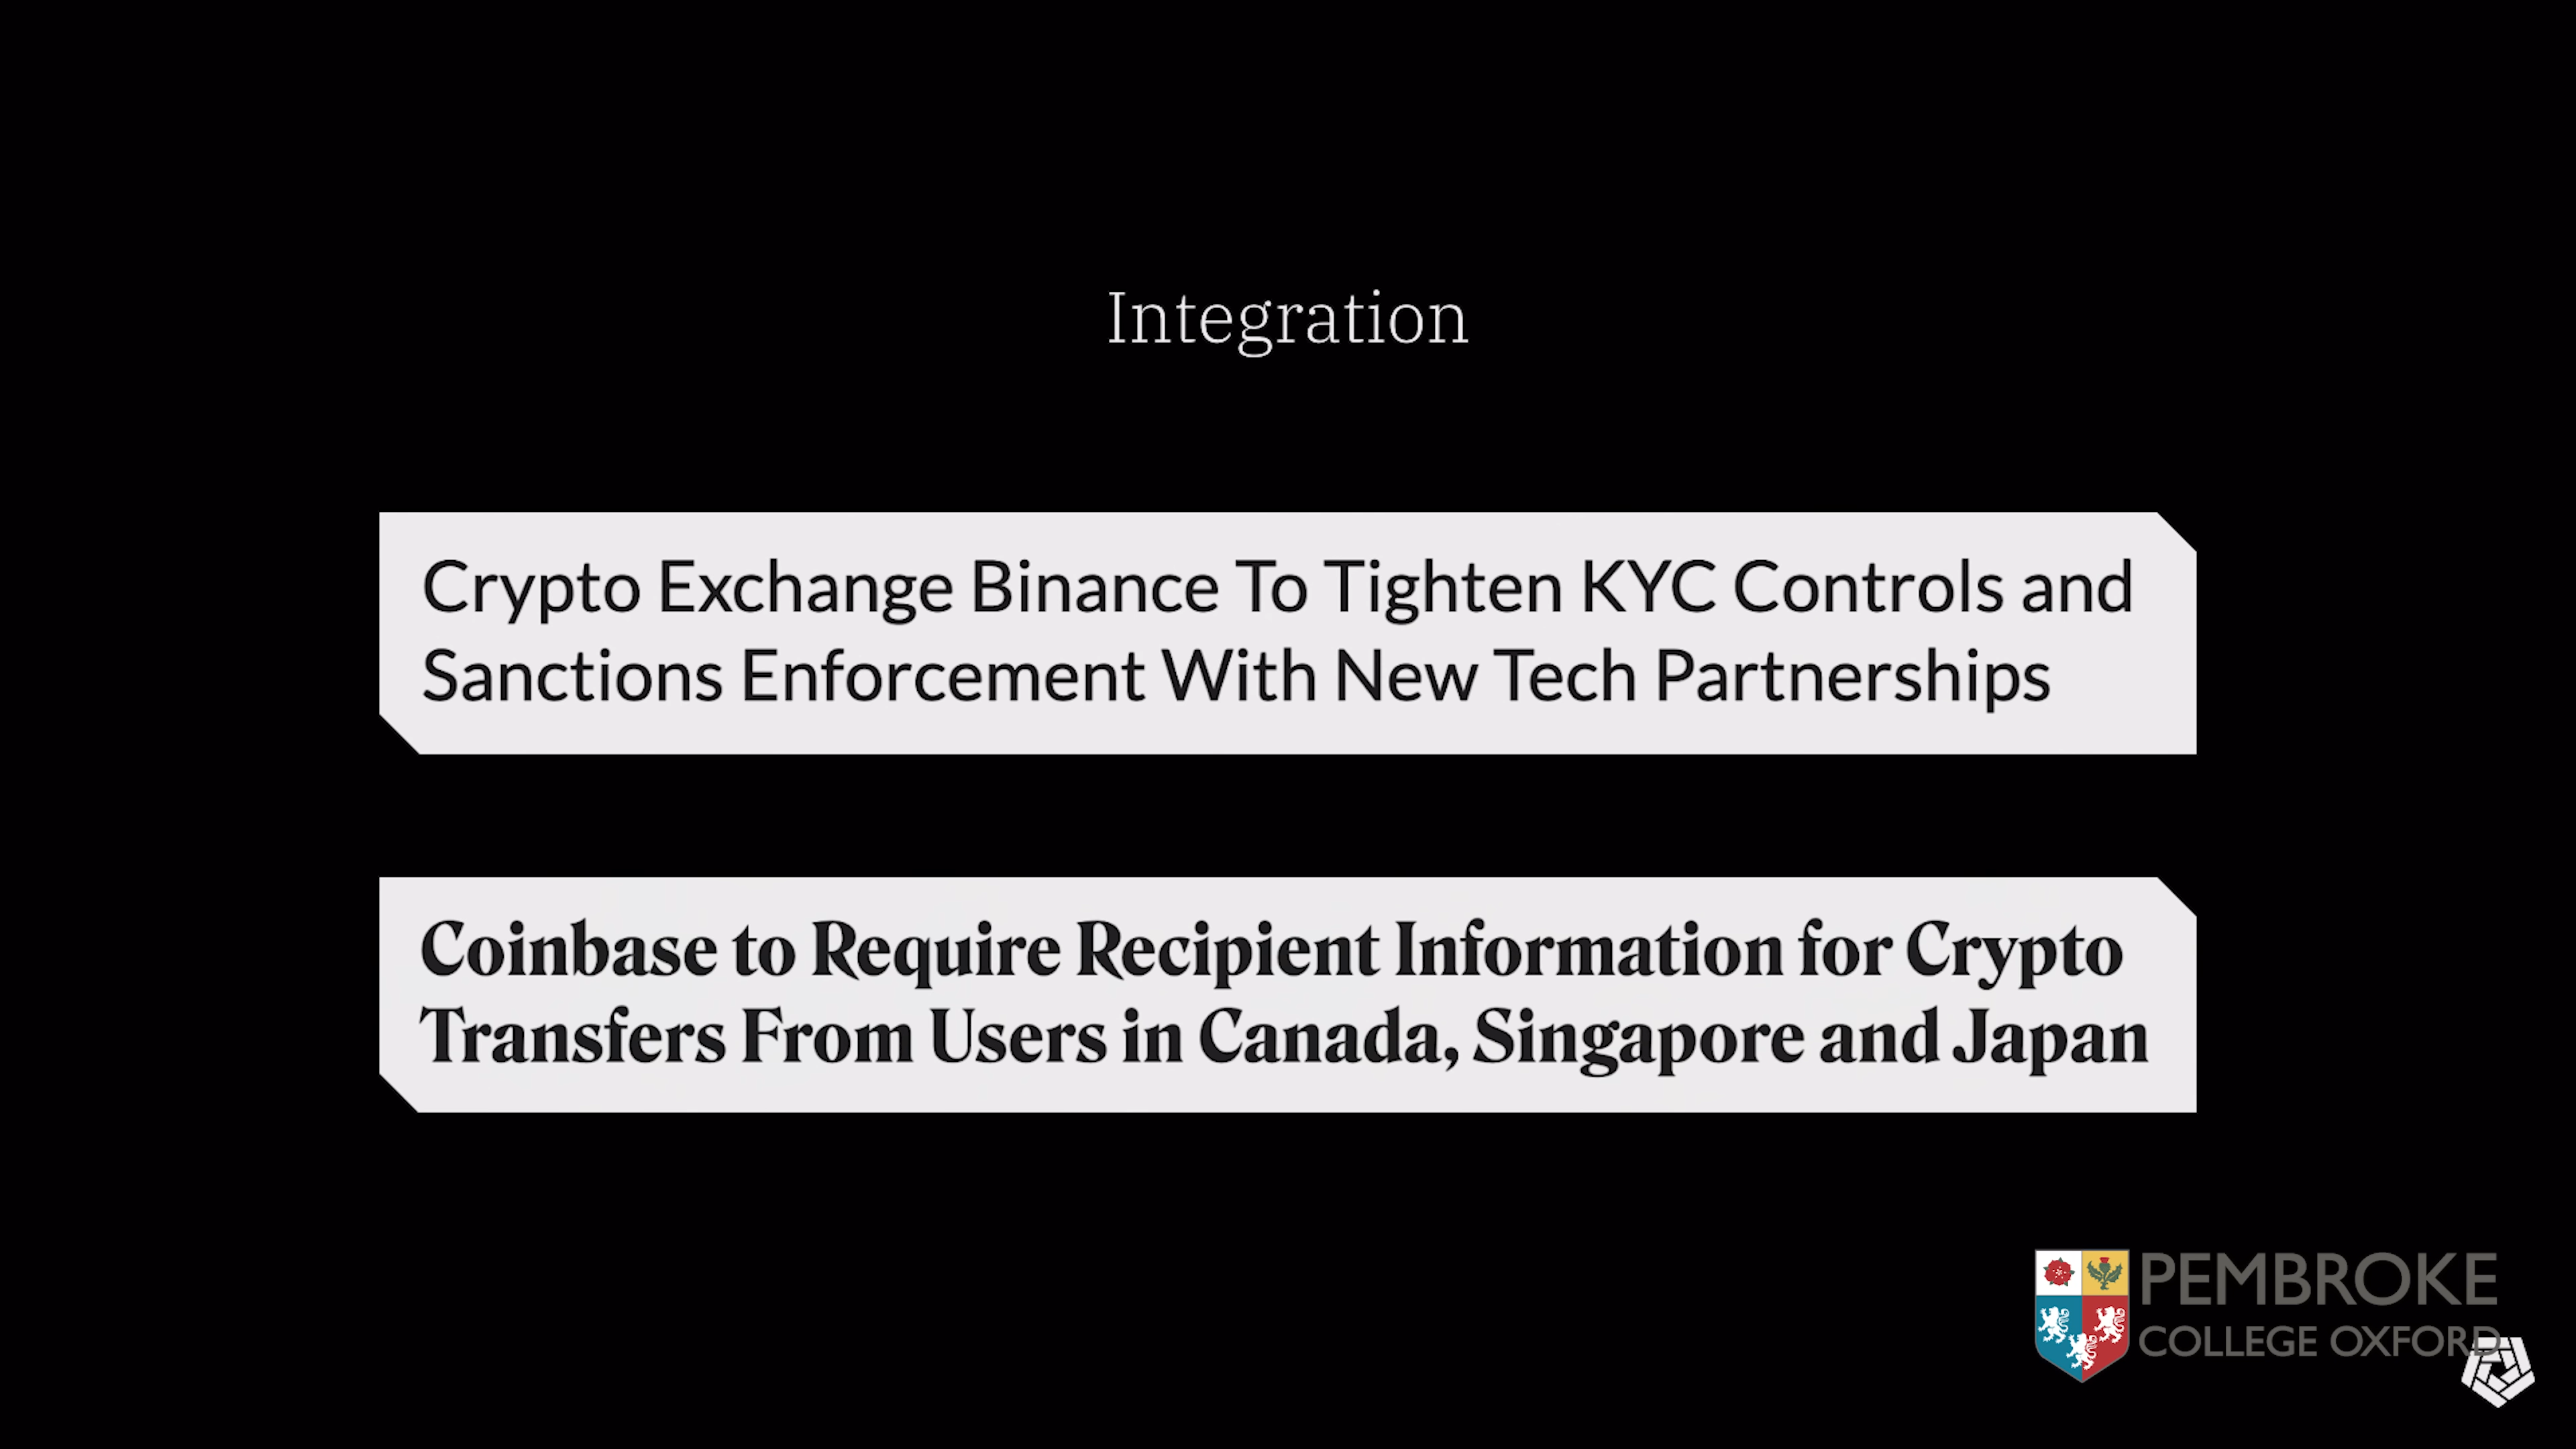 Integration
Crypto Exchange Binance To Tighten KYC Controls and
Sanctions Enforcement With New Tech Partnerships
Coinbase to Require Recipient Information for Crypto
Transfers From Users in Canada, Singapore and Japan
PEMBROKE
COLLEGE OXFORD